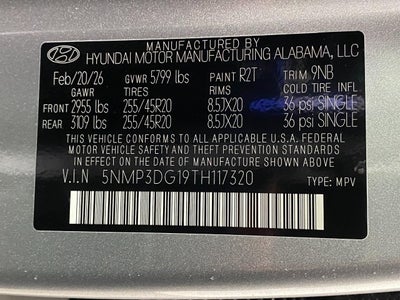 MANUFACTURED BY
HYUNDAI MOTOR MANUFACTURING ALABAMA, LLC
Feb/20/26 GVWR 5799 lbs PAINT R2T TRIM 9NB
GAWR TIRES RIMS COLD TIRE INFL
FRONT 2955 lbs 255/45R20 8.5JX20 36 psi SINGLE
REAR 3109 lbs 255/45R20 8.5JX20 36 psi SINGLE
THIS VEHICLE CONFORMS TO ALL APPLICABLE U.S.A FEDERAL
MOTOR VEHICLE SAFETY AND THEFT PREVENTION STANDARDS
IN EFFECT ON THE DATE OF MANUFACTURE SHOWN ABOVE.
V.I.N 5NMP3DG19TH117320 TYPE: MPV